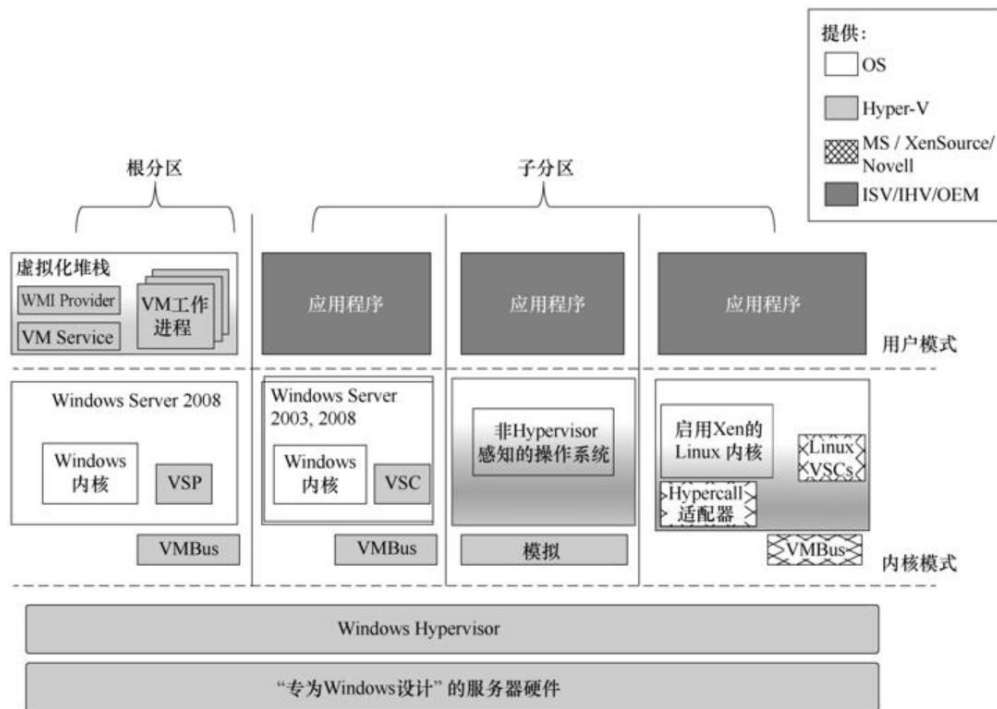 提供:
OS
Hyper-V
MS / XenSource/
Novell
ISV/IHV/OEM
根分区
子分区
虚拟化堆栈
WMI Provider
VM Service
VM工作
进程
应用程序
应用程序
应用程序
用户模式
Windows Server 2008
Windows
内核
VSP
VMBus
Windows Server
2003, 2008
Windows
内核
VSC
VMBus
非Hypervisor
感知的操作系统
模拟
启用Xen的
Linux 内核
Linux
VSCs
Hypercall
适配器
VMBus
内核模式
Windows Hypervisor
“专为Windows设计” 的服务器硬件